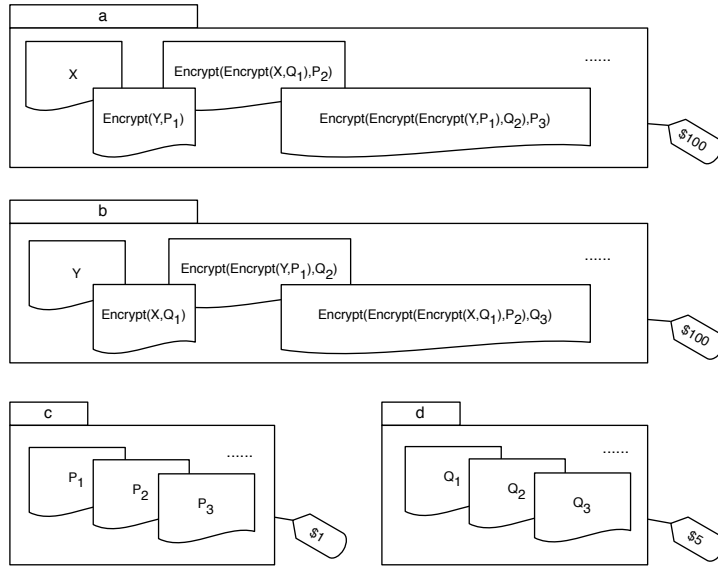 a
X
Encrypt(Encrypt(X,Q1),P2)
......
Encrypt(Y,P1)
Encrypt(Encrypt(Encrypt(Y,P1),Q2),P3)
$100
b
Y
Encrypt(Encrypt(Y,P1),Q2)
......
Encrypt(X,Q1)
Encrypt(Encrypt(Encrypt(X,Q1),P2),Q3)
$100
c
P1
P2
P3
......
$1
d
Q1
Q2
Q3
......
$5